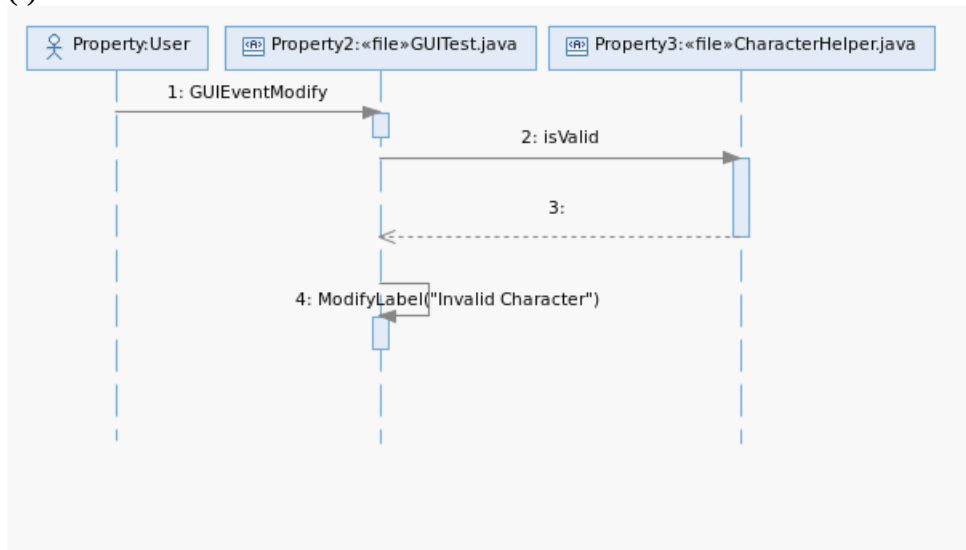 Property:User
Property2:«file»GUITest.java
Property3:«file»CharacterHelper.java
1: GUIEventModify
2: isValid
3:
4: ModifyLabel("Invalid Character")